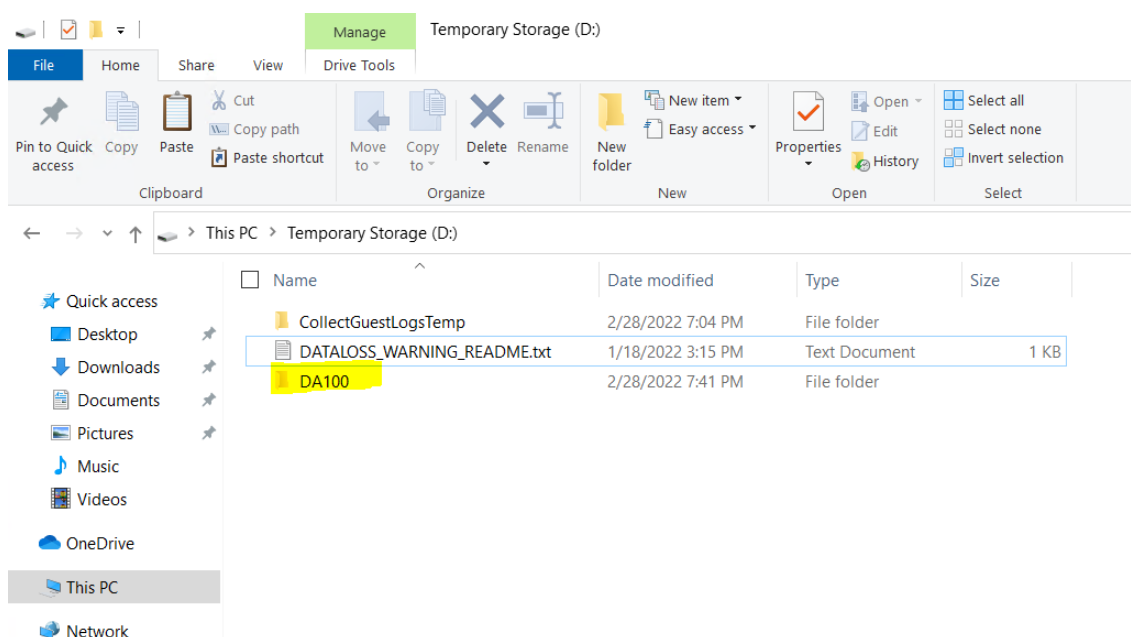 Manage
Temporary Storage (D:)
File
Home
Share
View
Drive Tools
Pin to Quick access
Copy
Paste
Cut
Copy path
Paste shortcut
Clipboard
Move to
Copy to
Delete
Rename
Organize
New folder
New item
Easy access
New
Properties
Open
Edit
History
Open
Select all
Select none
Invert selection
Select
This PC > Temporary Storage (D:)
Name Date modified Type Size
Quick access
Desktop
Downloads
Documents
Pictures
Music
Videos
OneDrive
This PC
Network
CollectGuestLogsTemp 2/28/2022 7:04 PM File folder
DATALOSS_WARNING_README.txt 1/18/2022 3:15 PM Text Document 1 KB
DA100 2/28/2022 7:41 PM File folder